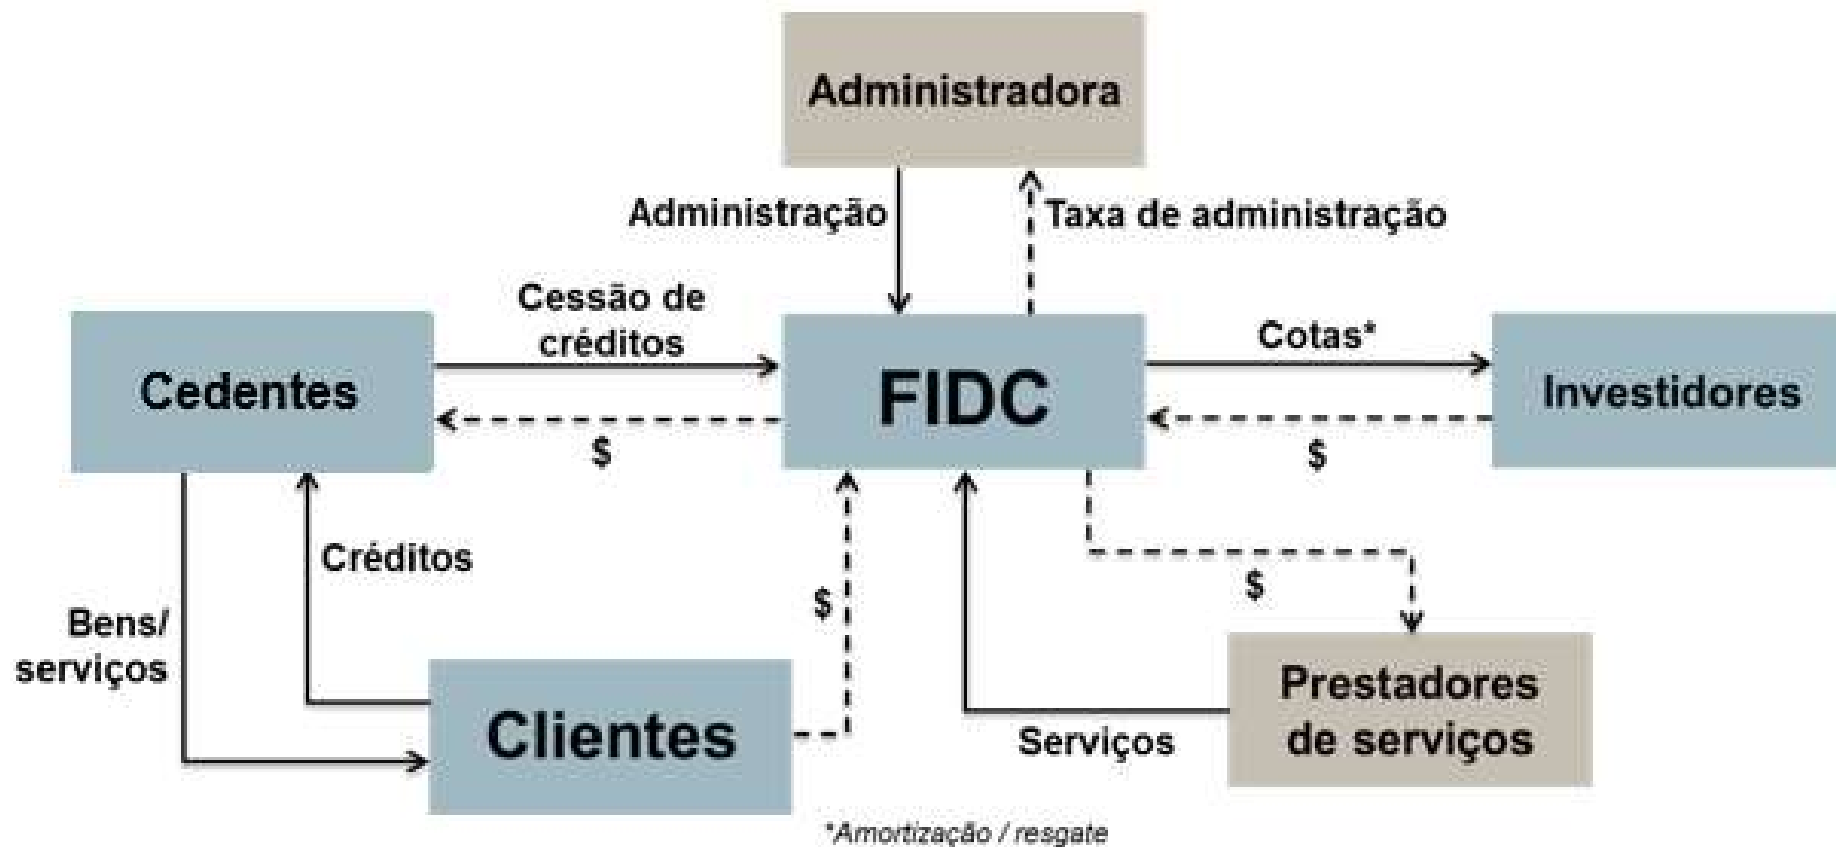 Administradora
Administração
Taxa de administração
Cessão de
créditos
Cotas*
Cedentes
FIDC
Investidores
$
$
Créditos
$
$
Bens/
serviços
Clientes
Prestadores
de serviços
Serviços
*Amortização / resgate